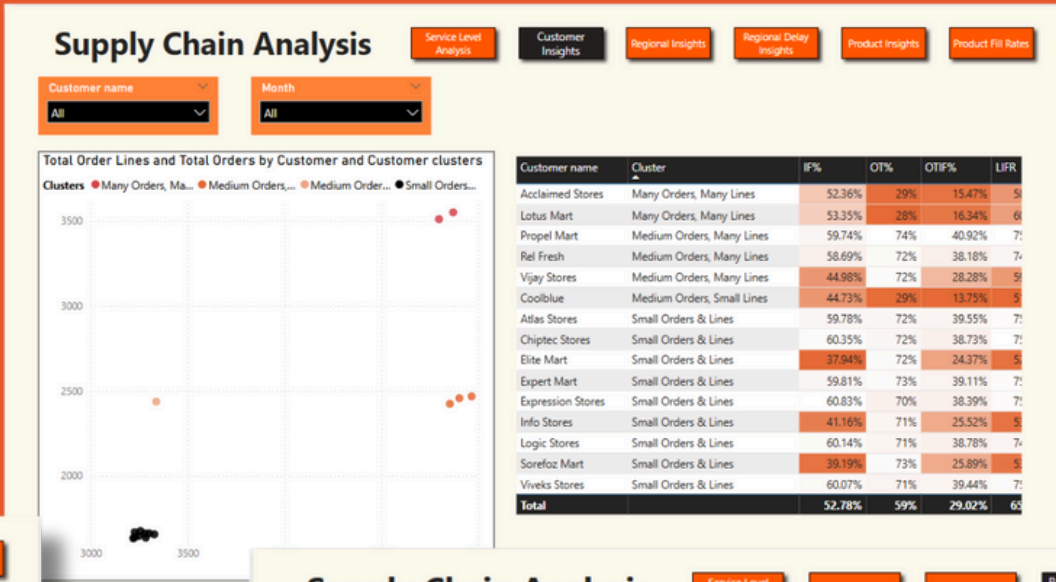 Supply Chain Analysis
Service Level Analysis
Customer Insights
Regional Insights
Regional Delay Insights
Product Insights
Product Fill Rates
Customer name
All
Month
All
Total Order Lines and Total Orders by Customer and Customer clusters
Clusters Many Orders, Ma... Medium Orders,... Medium Order... Small Orders...
3500
3000
2500
2000
3000 3500
Customer name Cluster IF% OT% OTIF% LIFR
Acclaimed Stores Many Orders, Many Lines 52.36% 29% 15.47%
Lotus Mart Many Orders, Many Lines 53.35% 28% 16.34%
Propel Mart Medium Orders, Many Lines 59.74% 74% 40.92%
Rel Fresh Medium Orders, Many Lines 58.69% 72% 38.18%
Vijay Stores Medium Orders, Many Lines 44.98% 72% 28.28%
Coolblue Medium Orders, Small Lines 44.73% 29% 13.75%
Atlas Stores Small Orders & Lines 59.78% 72% 39.55%
Chiptec Stores Small Orders & Lines 60.35% 72% 38.73%
Elite Mart Small Orders & Lines 37.94% 72% 24.37%
Expert Mart Small Orders & Lines 59.81% 73% 39.11%
Expression Stores Small Orders & Lines 60.83% 70% 38.39%
Info Stores Small Orders & Lines 41.16% 71% 25.52%
Logic Stores Small Orders & Lines 60.14% 71% 38.78%
Sorefoz Mart Small Orders & Lines 39.19% 73% 25.89%
Viveks Stores Small Orders & Lines 60.07% 71% 39.44%
Total 52.78% 59% 29.02% 65